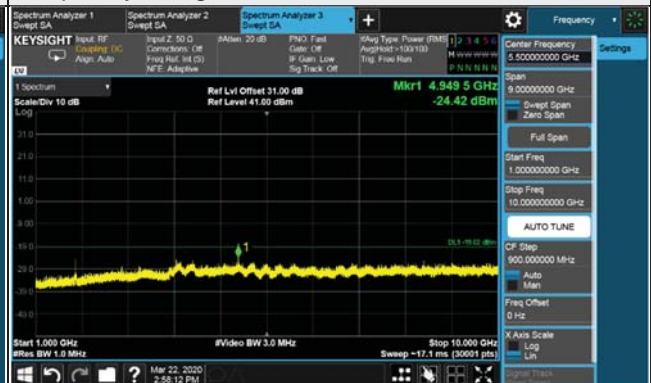 Spectrum Analyzer 1
Swept SA
Spectrum Analyzer 2
Swept SA
Spectrum Analyzer 3
Swept SA
+
Frequency
KEYSIGHT
Input: RF
Coupling: DC
Align: Auto
Input Z: 50 Ω
Corrections: Off
Freq Ref: Int (S)
NFE: Adaptive
#Atten: 20 dB
PNO: Fast
Gate: Off
IF Gain: Low
Sig Track: Off
#Avg Type: Power (RMS)
Avg|Hold:>100/100
Trig: Free Run
1 2 3 4 5 6
M W W W W W
P N N N N N
LXI
1 Spectrum
Scale/Div 10 dB
Log
Ref Lvl Offset 31.00 dB
Ref Level 41.00 dBm
Mkr1 4.949 5 GHz
-24.42 dBm
31.0
21.0
11.0
1.00
-9.00
-19.0
-29.0
-39.0
-49.0
1
Start 1.000 GHz
#Res BW 1.0 MHz
#Video BW 3.0 MHz
Stop 10.000 GHz
Sweep ~17.1 ms (30001 pts)
Mar 22, 2020
2:58:12 PM
Center Frequency
5.500000000 GHz
Settings
Span
9.00000000 GHz
Swept Span
Zero Span
Full Span
Start Freq
1.000000000 GHz
Stop Freq
10.000000000 GHz
AUTO TUNE
CF Step
900.000000 MHz
Auto
Man
Freq Offset
0 Hz
X Axis Scale
Log
Lin
Signal Track